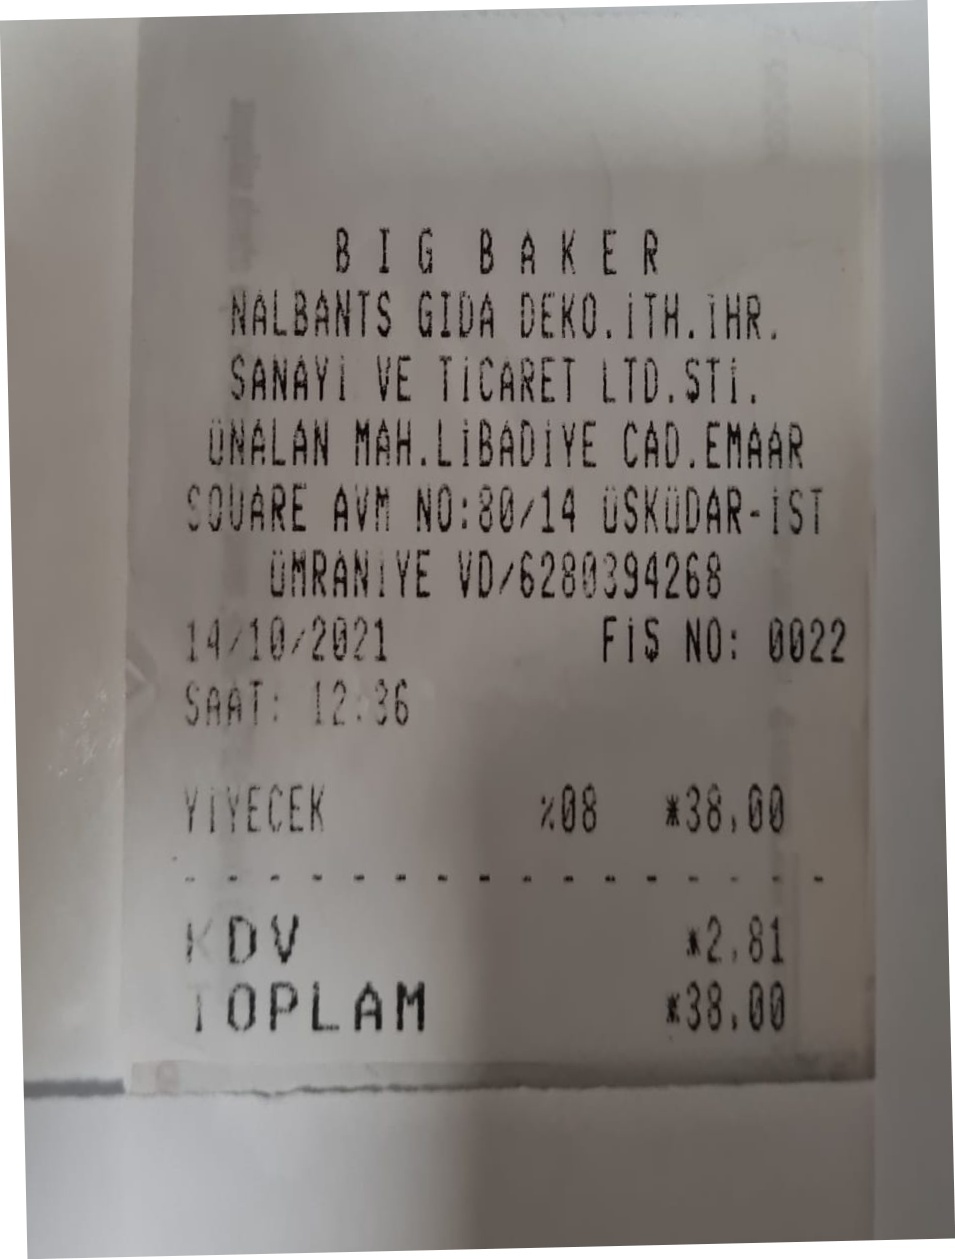 B I G B A K E R
NALBANTS GIDA DEKO.İTH.İHR.
SANAYİ VE TİCARET LTD.ŞTİ.
ÜNALAN MAH.LİBADİYE CAD.EMAAR
SQUARE AVM NO:80/14 ÜSKÜDAR-İST
ÜMRANİYE VD/6280394268
14/10/2021 FİŞ NO: 0022
SAAT: 12:36
YİYECEK %08 *38,00
- - - - - - - - - - - - - - - -
KDV *2,81
TOPLAM *38,00